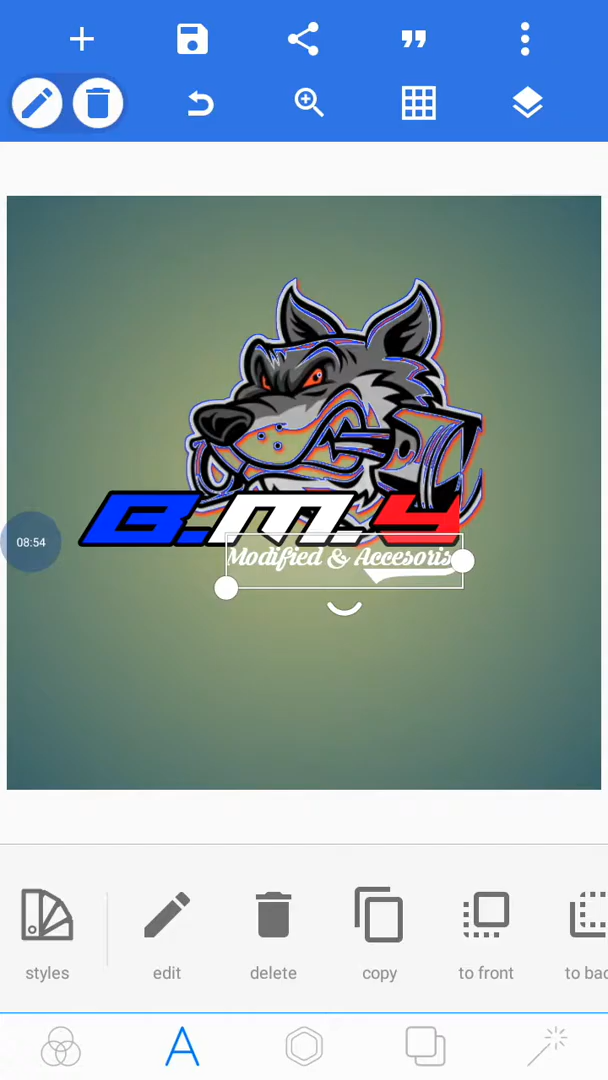 08:54
B.M.Y
Modified & Accesoris
styles
edit
delete
copy
to front
to bac